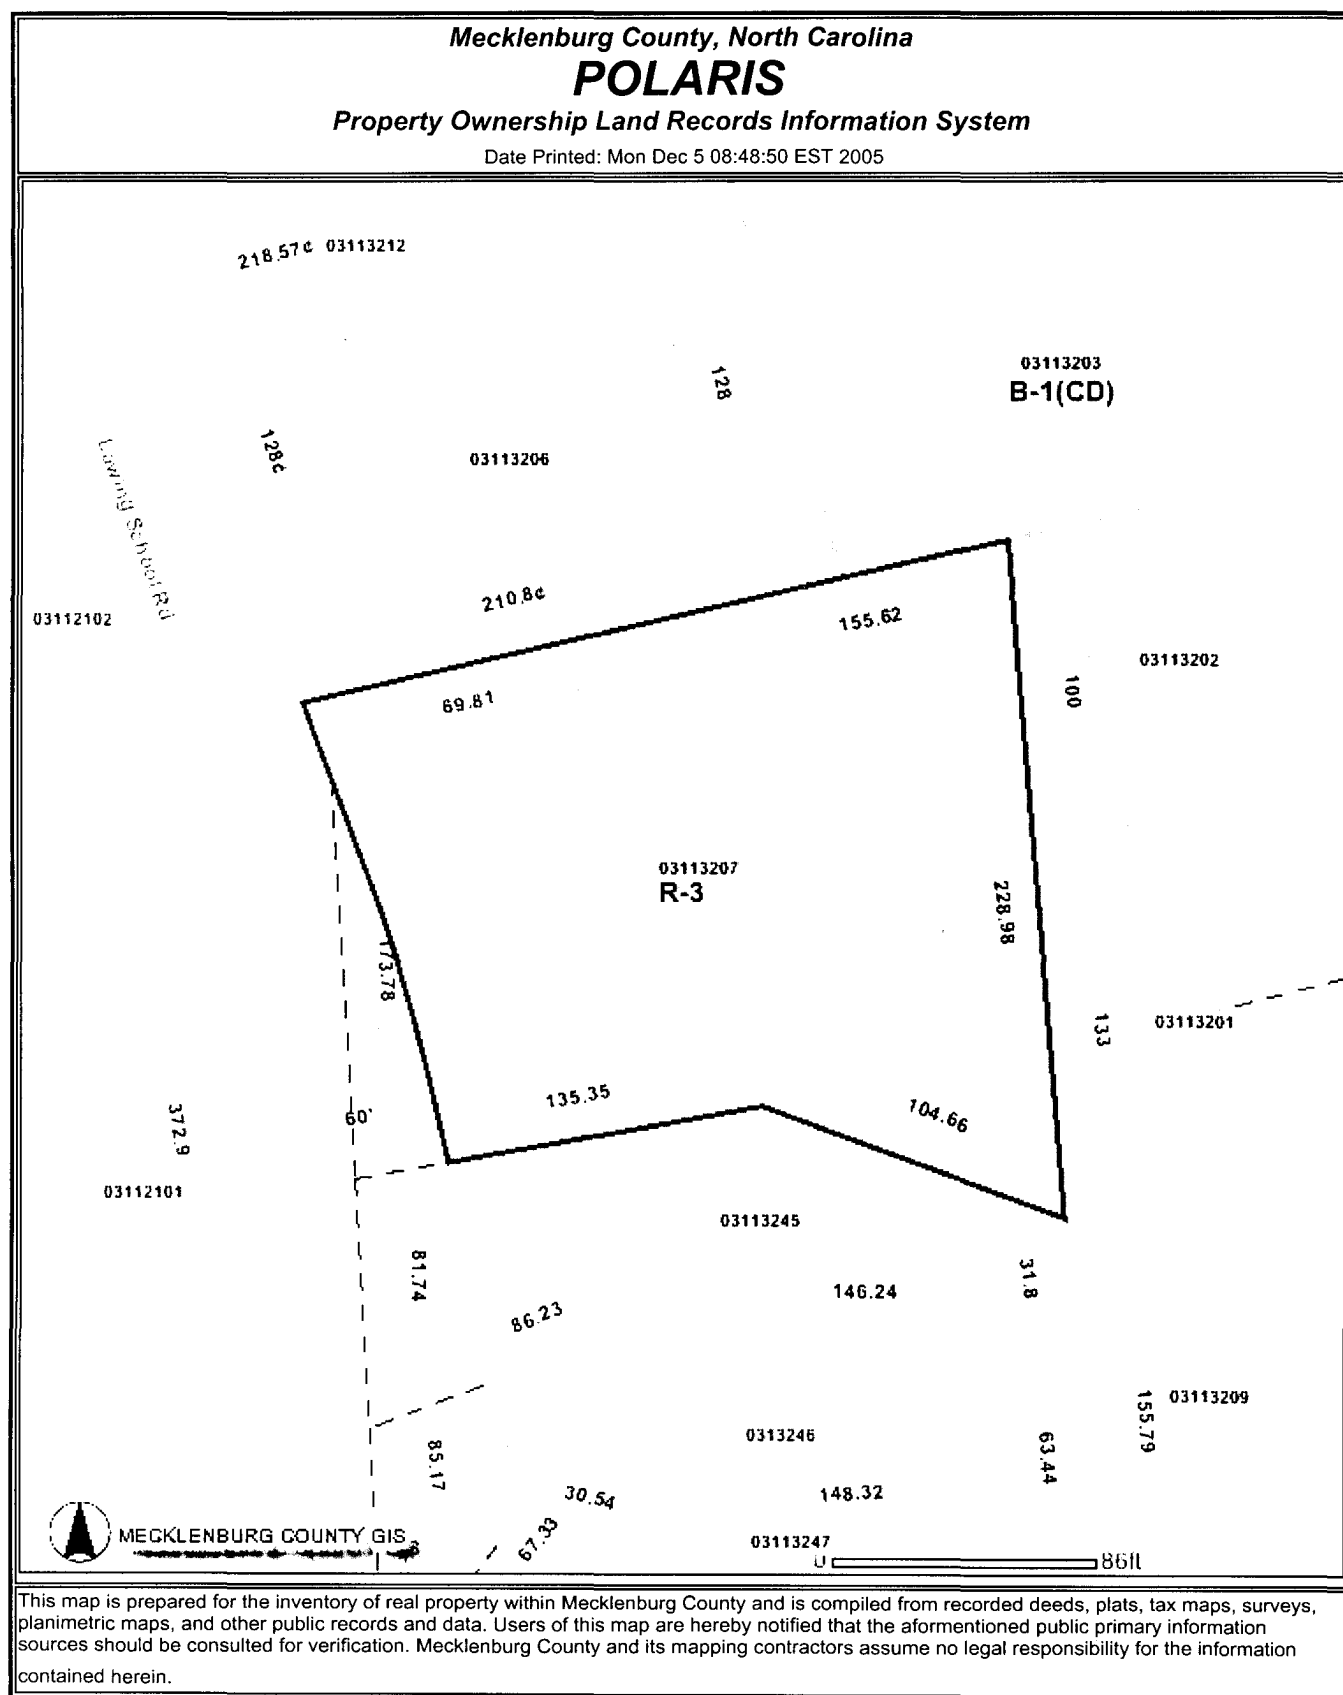 Mecklenburg County, North Carolina
POLARIS
Property Ownership Land Records Information System
Date Printed: Mon Dec 5 08:48:50 EST 2005
218.57¢ 03113212
03113203
B-1(CD)
128
128¢
03113206
Lawing School Rd
210.8¢
155.62
03112102
03113202
100
69.81
03113207
R-3
228.98
173.78
133
03113201
135.35
104.66
60'
372.9
03112101
03113245
81.74
31.8
146.24
86.23
155.79
03113209
0313246
63.44
85.17
30.54
148.32
67.33
MECKLENBURG COUNTY GIS
03113247
0 86ft
This map is prepared for the inventory of real property within Mecklenburg County and is compiled from recorded deeds, plats, tax maps, surveys,
planimetric maps, and other public records and data. Users of this map are hereby notified that the aformentioned public primary information
sources should be consulted for verification. Mecklenburg County and its mapping contractors assume no legal responsibility for the information
contained herein.